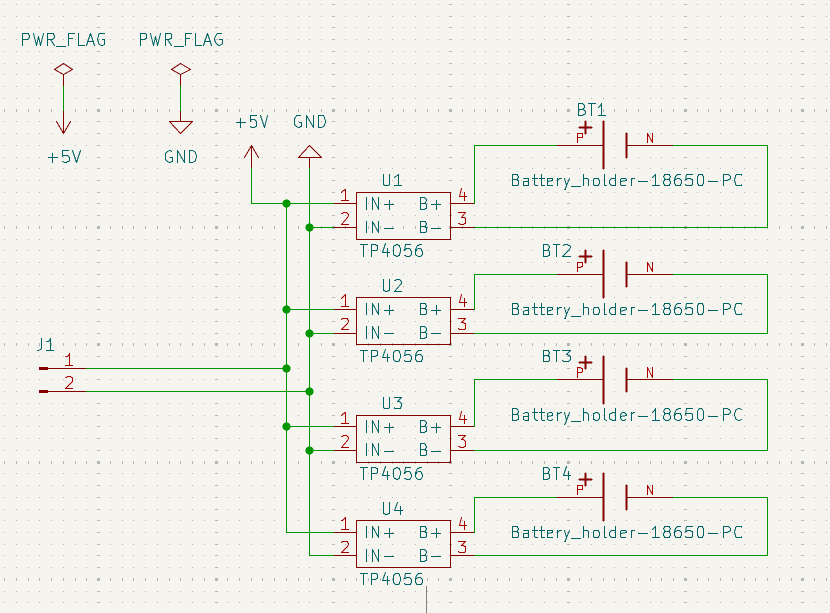 PWR_FLAG PWR_FLAG
+5V GND
+5V GND
BT1
+ P N
Battery_holder-18650-PC
U1
1 IN+ B+ 4
2 IN- B- 3
TP4056
BT2 + P N
Battery_holder-18650-PC
U2
1 IN+ B+ 4
2 IN- B- 3
TP4056
J1
1
2
BT3 + P N
Battery_holder-18650-PC
U3
1 IN+ B+ 4
2 IN- B- 3
TP4056
BT4 + P N
Battery_holder-18650-PC
U4
1 IN+ B+ 4
2 IN- B- 3
TP4056